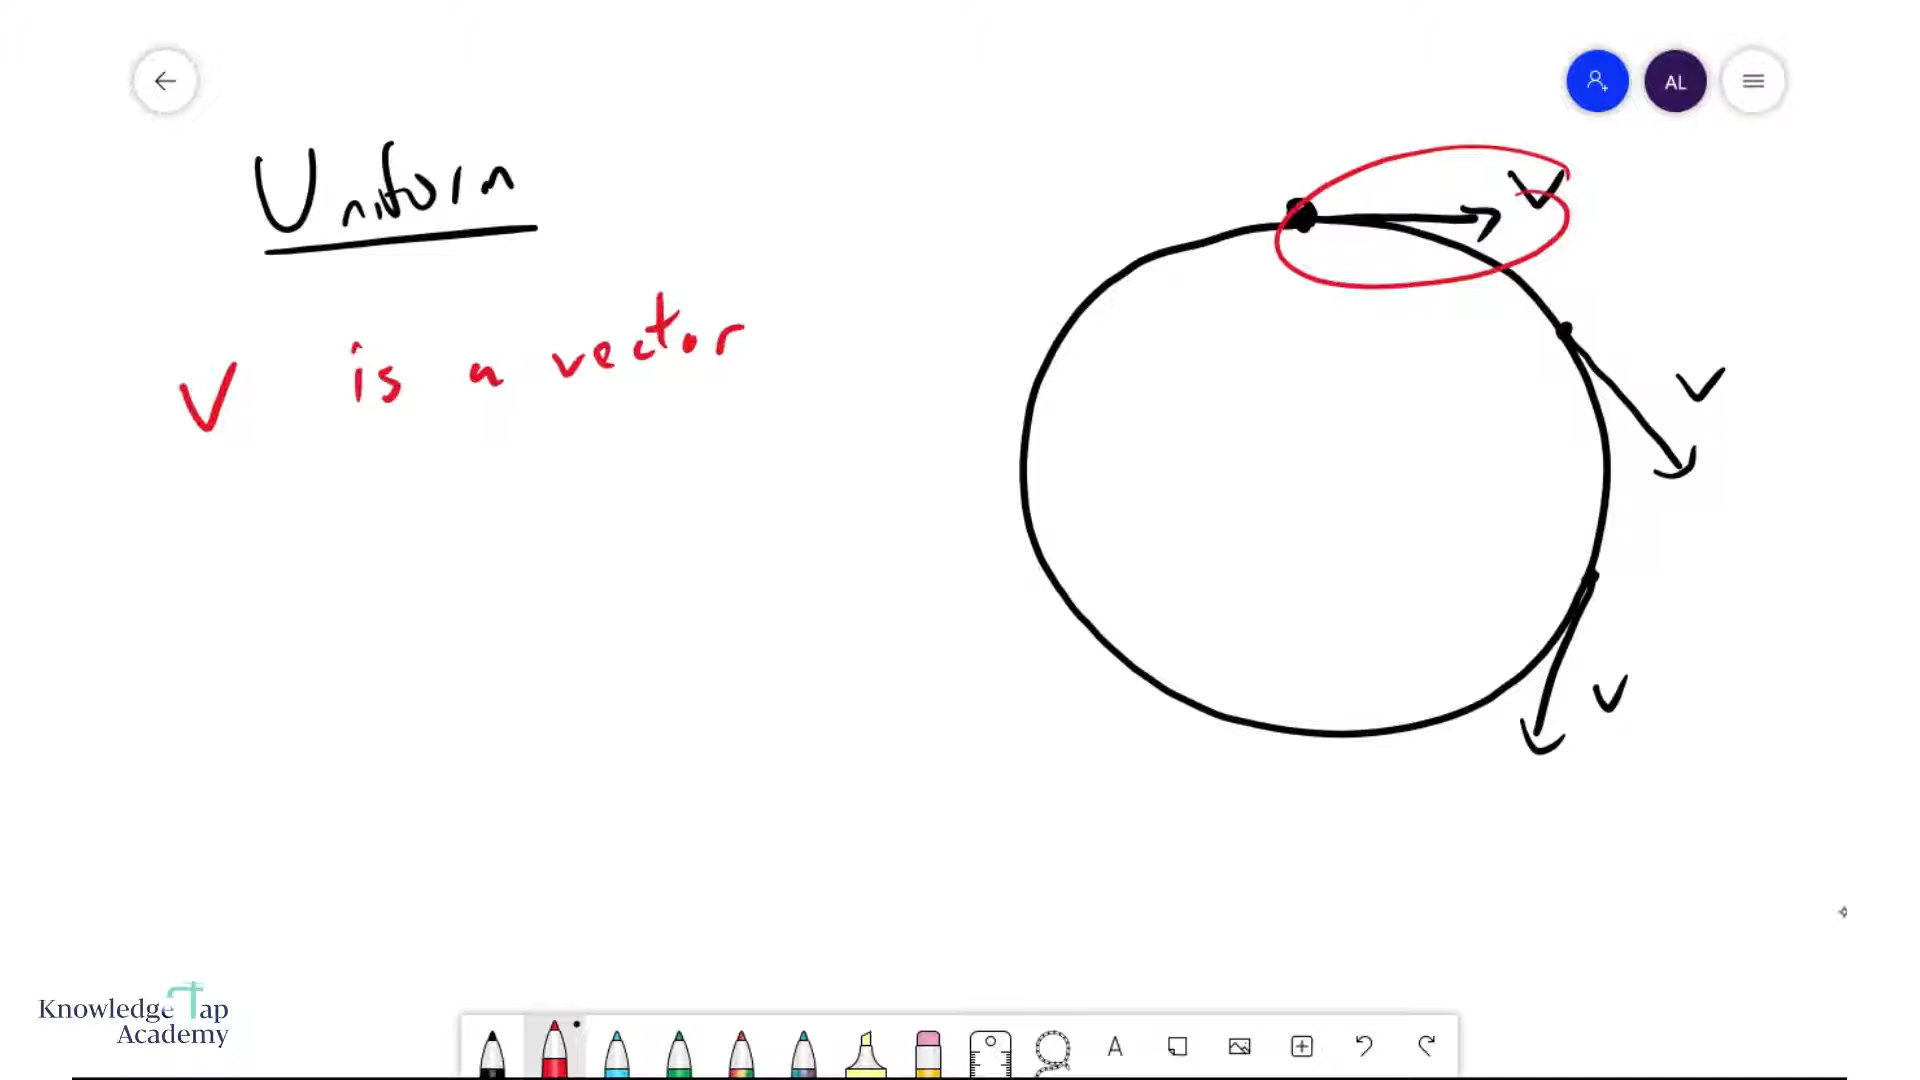 Uniform
V is a vector
V
V
V
AL
Knowledge Tap
Academy
A